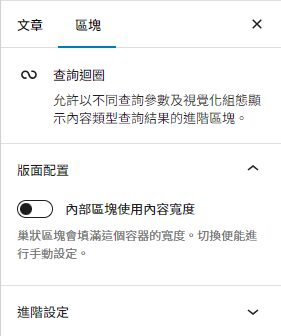 文章 區塊
查詢迴圈
允許以不同查詢參數及視覺化組態顯
示內容類型查詢結果的進階區塊。
版面配置
內部區塊使用內容寬度
巢狀區塊會填滿這個容器的寬度。切換便能進
行手動設定。
進階設定